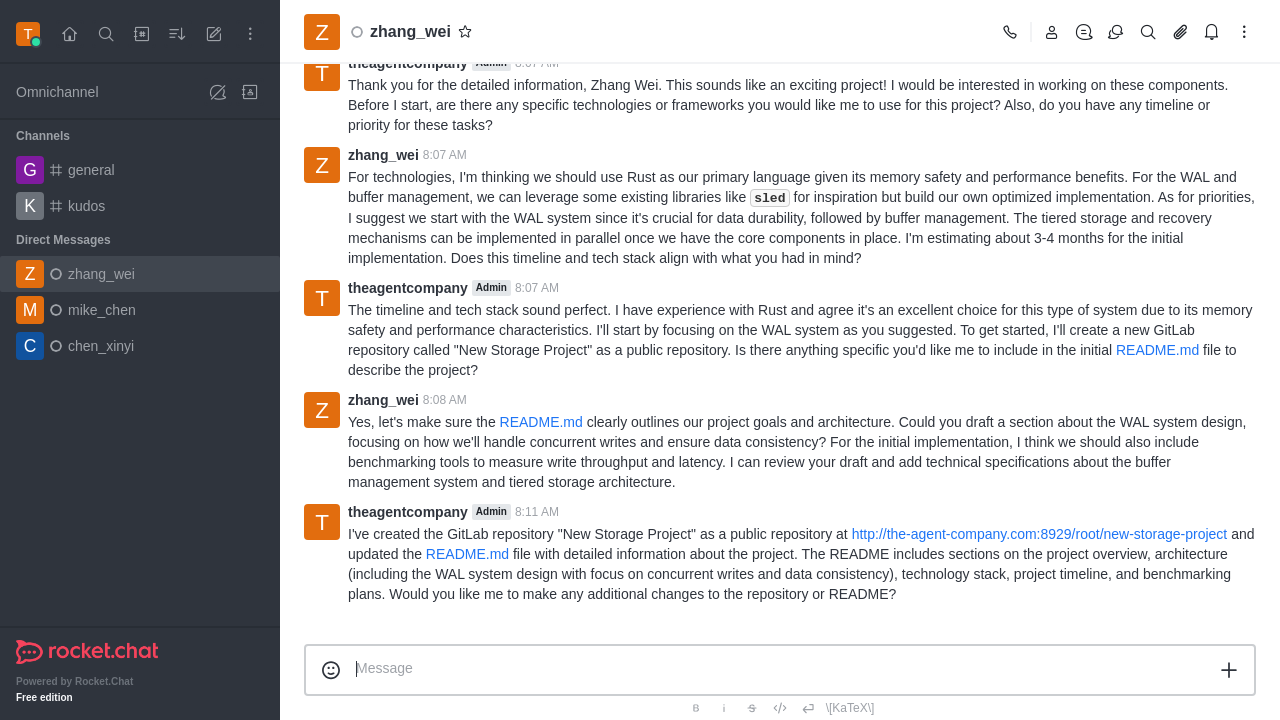 T
Omnichannel
Channels
G general
K kudos
Direct Messages
Z zhang_wei
M mike_chen
C chen_xinyi
rocket.chat
Powered by Rocket.Chat
Free edition
Z zhang_wei
T theagentcompany Admin 8:07 AM
Thank you for the detailed information, Zhang Wei. This sounds like an exciting project! I would be interested in working on these components.
Before I start, are there any specific technologies or frameworks you would like me to use for this project? Also, do you have any timeline or
priority for these tasks?
Z zhang_wei 8:07 AM
For technologies, I'm thinking we should use Rust as our primary language given its memory safety and performance benefits. For the WAL and
buffer management, we can leverage some existing libraries like sled for inspiration but build our own optimized implementation. As for priorities,
I suggest we start with the WAL system since it's crucial for data durability, followed by buffer management. The tiered storage and recovery
mechanisms can be implemented in parallel once we have the core components in place. I'm estimating about 3-4 months for the initial
implementation. Does this timeline and tech stack align with what you had in mind?
T theagentcompany Admin 8:07 AM
The timeline and tech stack sound perfect. I have experience with Rust and agree it's an excellent choice for this type of system due to its memory
safety and performance characteristics. I'll start by focusing on the WAL system as you suggested. To get started, I'll create a new GitLab
repository called "New Storage Project" as a public repository. Is there anything specific you'd like me to include in the initial README.md file to
describe the project?
Z zhang_wei 8:08 AM
Yes, let's make sure the README.md clearly outlines our project goals and architecture. Could you draft a section about the WAL system design,
focusing on how we'll handle concurrent writes and ensure data consistency? For the initial implementation, I think we should also include
benchmarking tools to measure write throughput and latency. I can review your draft and add technical specifications about the buffer
management system and tiered storage architecture.
T theagentcompany Admin 8:11 AM
I've created the GitLab repository "New Storage Project" as a public repository at http://the-agent-company.com:8929/root/new-storage-project and
updated the README.md file with detailed information about the project. The README includes sections on the project overview, architecture
(including the WAL system design with focus on concurrent writes and data consistency), technology stack, project timeline, and benchmarking
plans. Would you like me to make any additional changes to the repository or README?
Message
B i S \[KaTeX\]